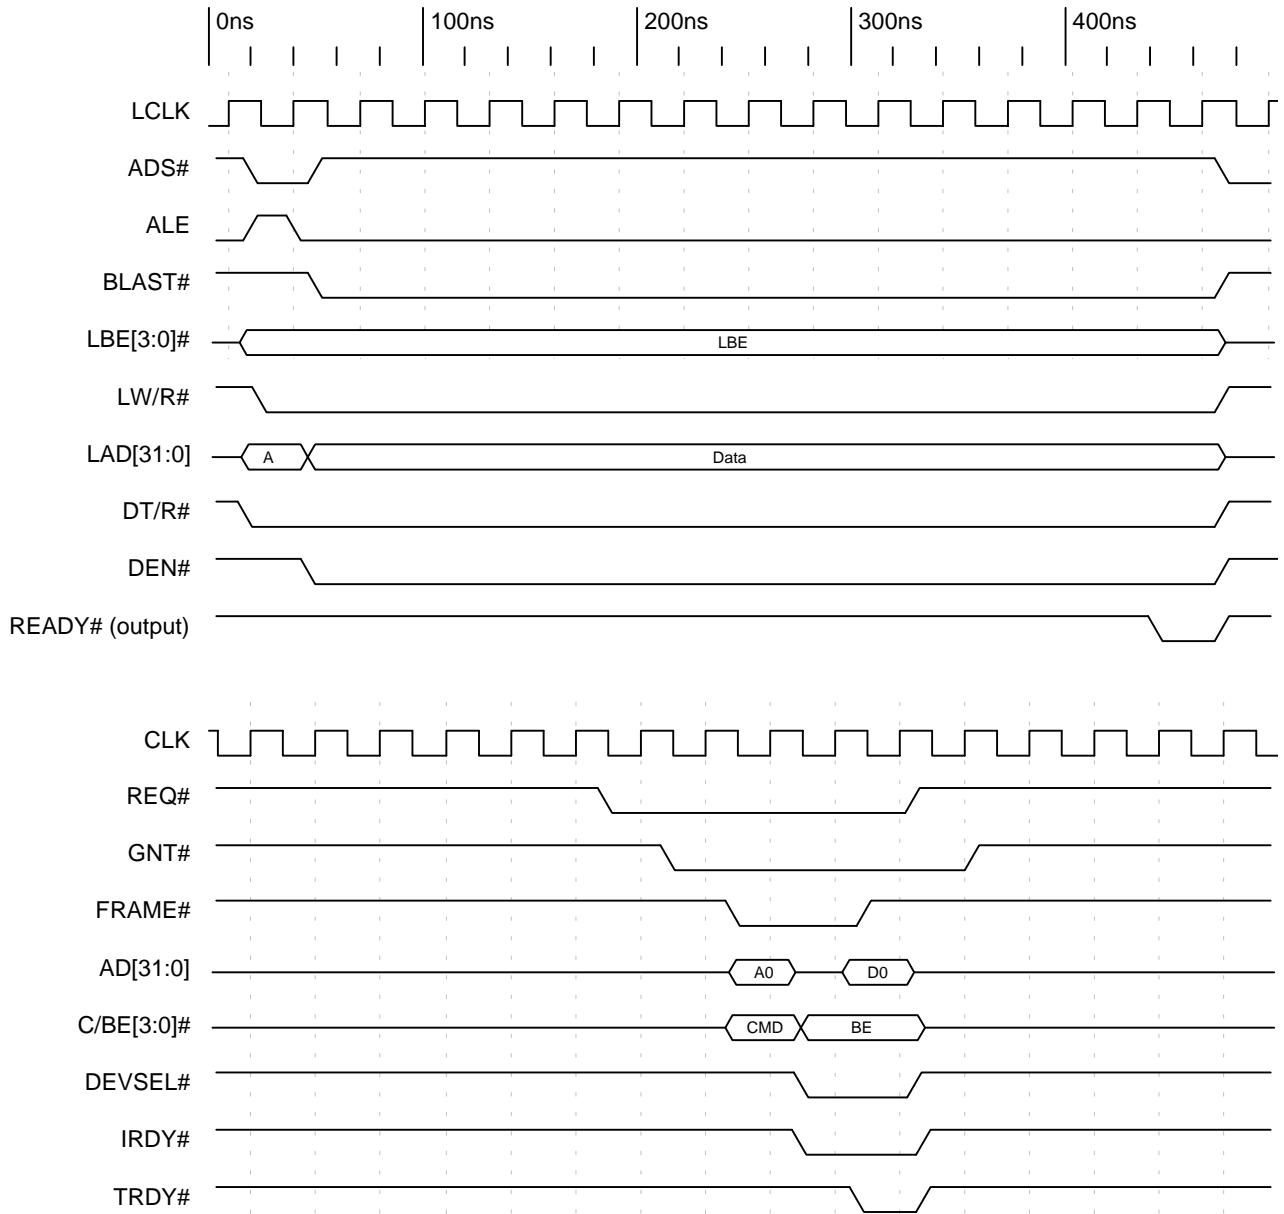 0ns 100ns 200ns 300ns 400ns
LCLK
ADS#
ALE
BLAST#
LBE[3:0]# LBE
LW/R#
LAD[31:0] A Data
DT/R#
DEN#
READY# (output)
CLK
REQ#
GNT#
FRAME#
AD[31:0] A0 D0
C/BE[3:0]# CMD BE
DEVSEL#
IRDY#
TRDY#